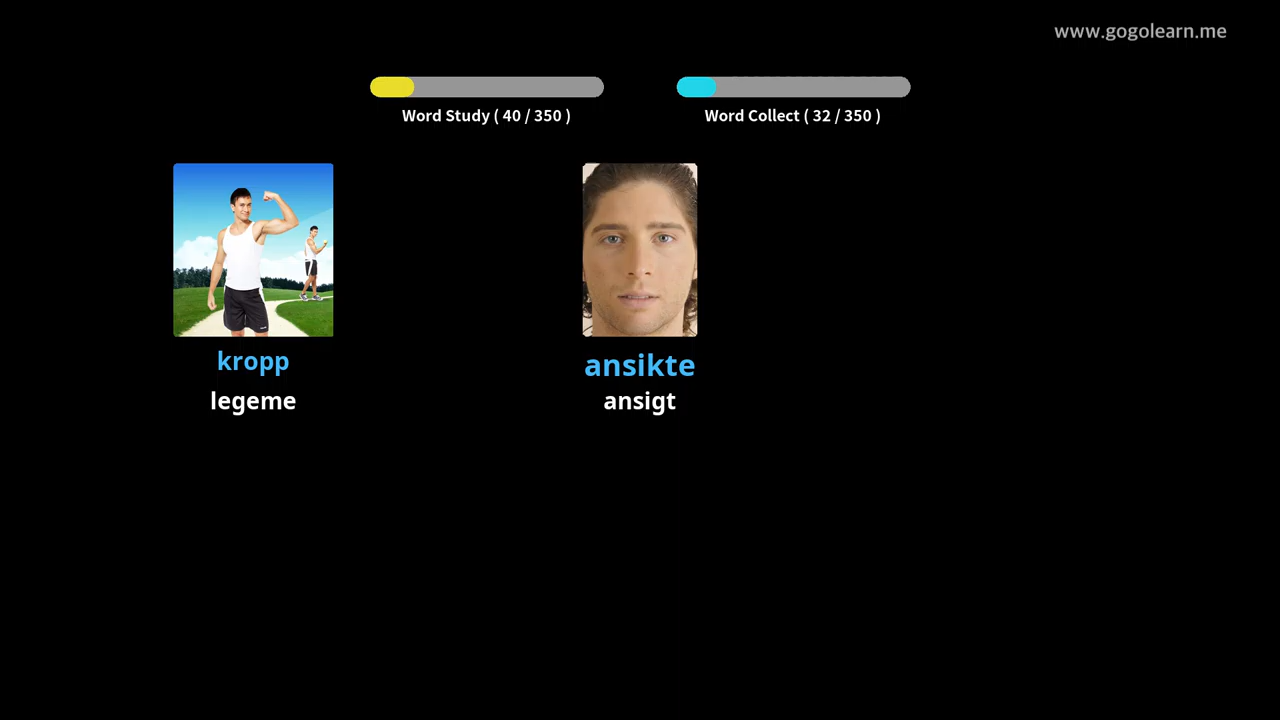 www.gogolearn.me
Word Study ( 40 / 350 )
Word Collect ( 32 / 350 )
kropp
legeme
ansikte
ansigt